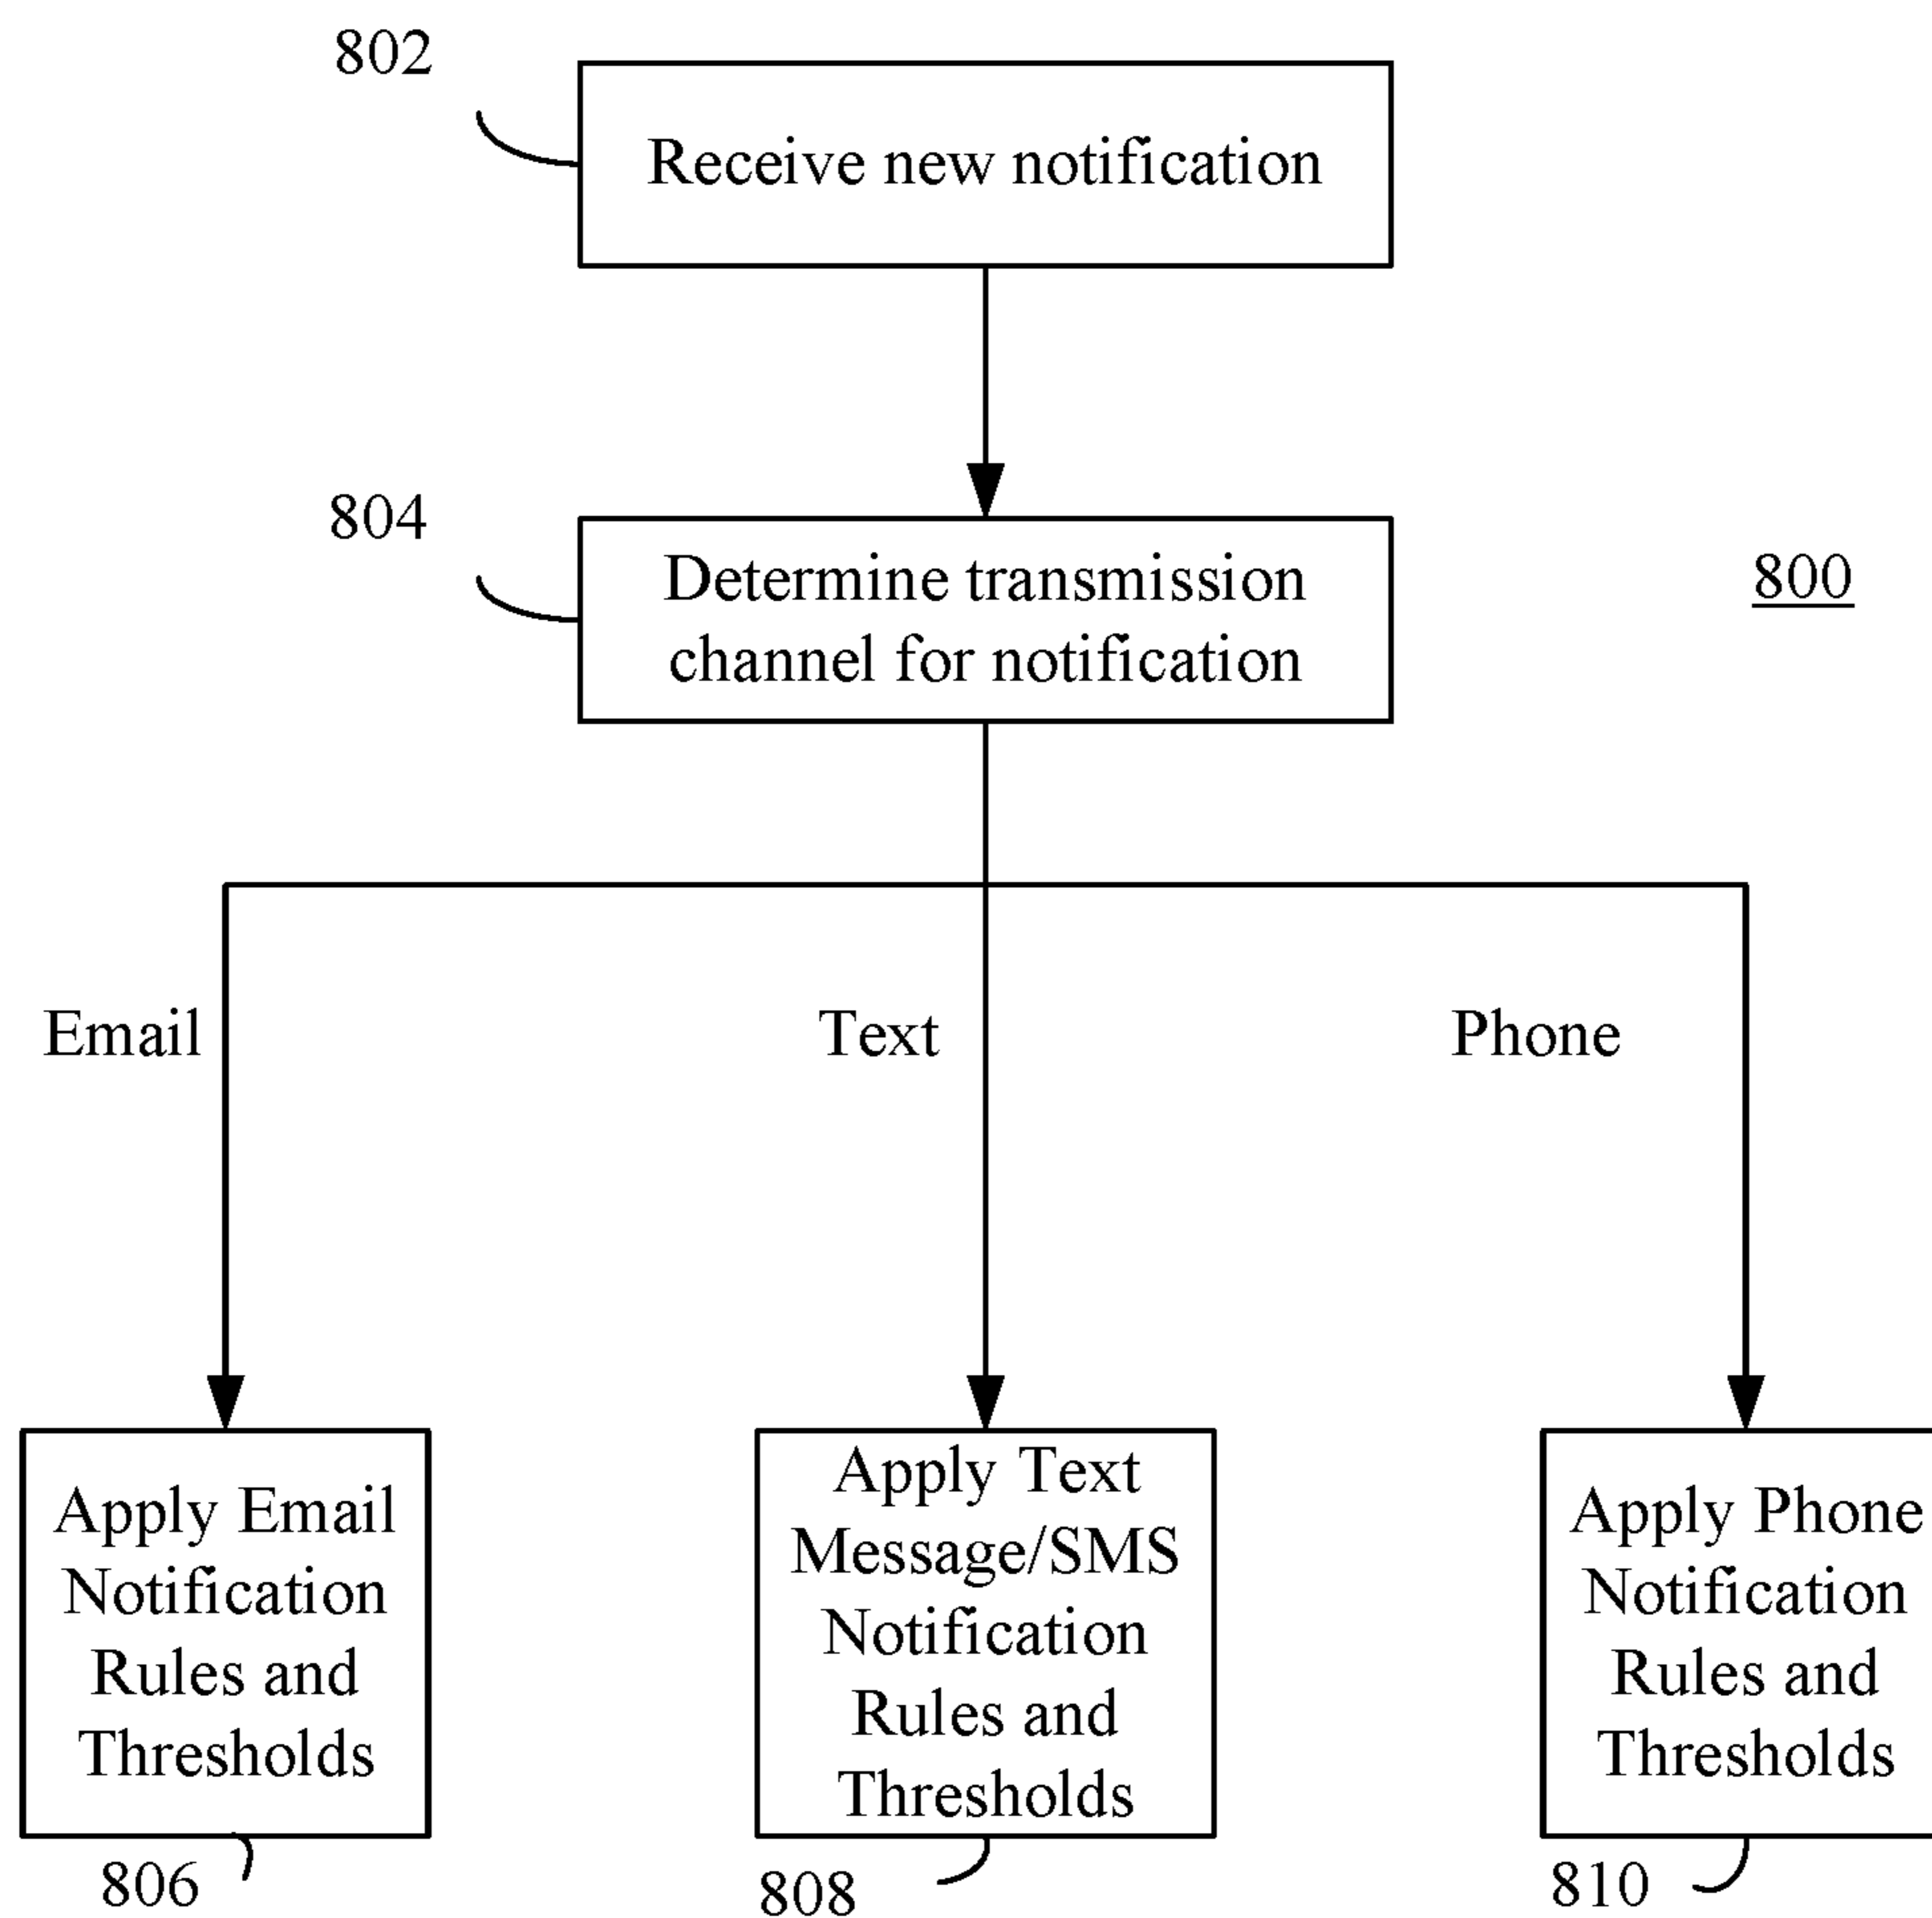 802
Receive new notification
804
Determine transmission
channel for notification
800
Email
Text
Phone
Apply Email
Notification
Rules and
Thresholds
Apply Text
Message/SMS
Notification
Rules and
Thresholds
Apply Phone
Notification
Rules and
Thresholds
806
808
810